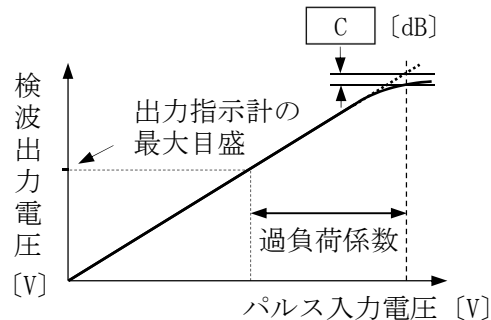 C 〔dB〕
検波出力電圧〔V〕
出力指示計の
最大目盛
過負荷係数
パルス入力電圧〔V〕